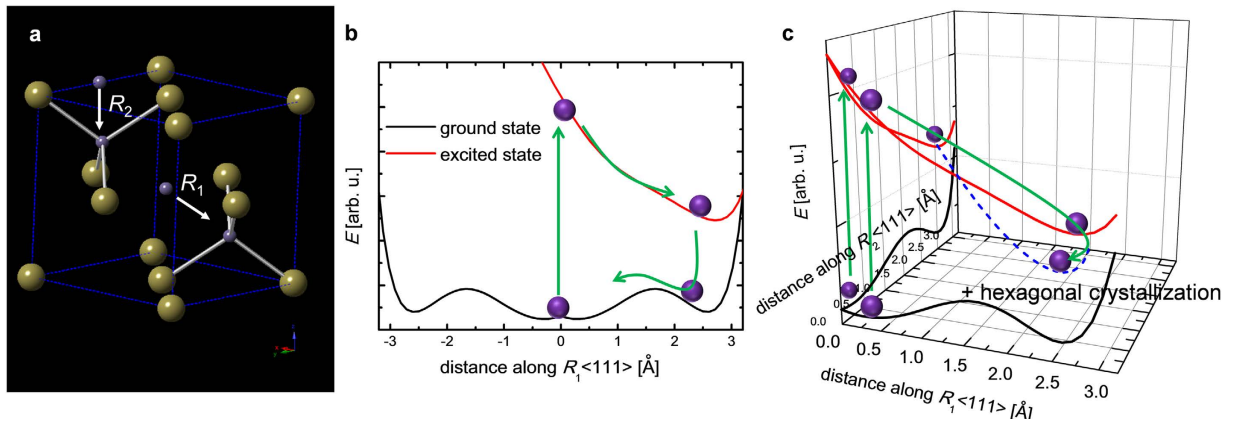 a
R2
R1
b
ground state
excited state
E [arb. u.]
-3 -2 -1 0 1 2 3
distance along R1<111> [Å]
c
E [arb. u.]
distance along R2<111> [Å]
0.0 0.5 1.0 1.5 2.0 2.5 3.0
+ hexagonal crystallization
0.0 0.5 1.0 1.5 2.0 2.5 3.0
distance along R1<111> [Å]